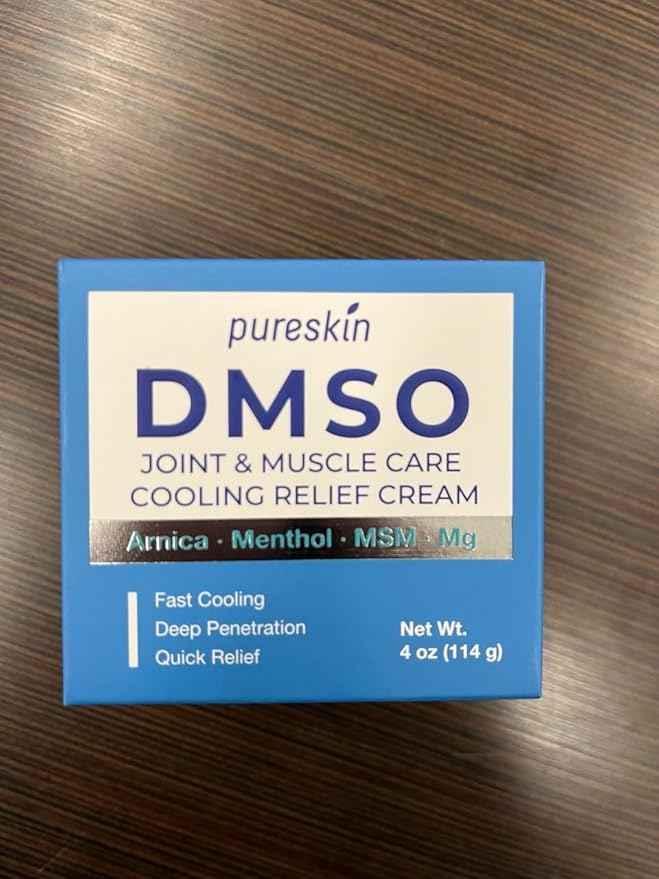 pureskin
DMSO
JOINT & MUSCLE CARE
COOLING RELIEF CREAM
Arnica · Menthol · MSM · Mg
Fast Cooling
Deep Penetration
Quick Relief
Net Wt.
4 oz (114 g)